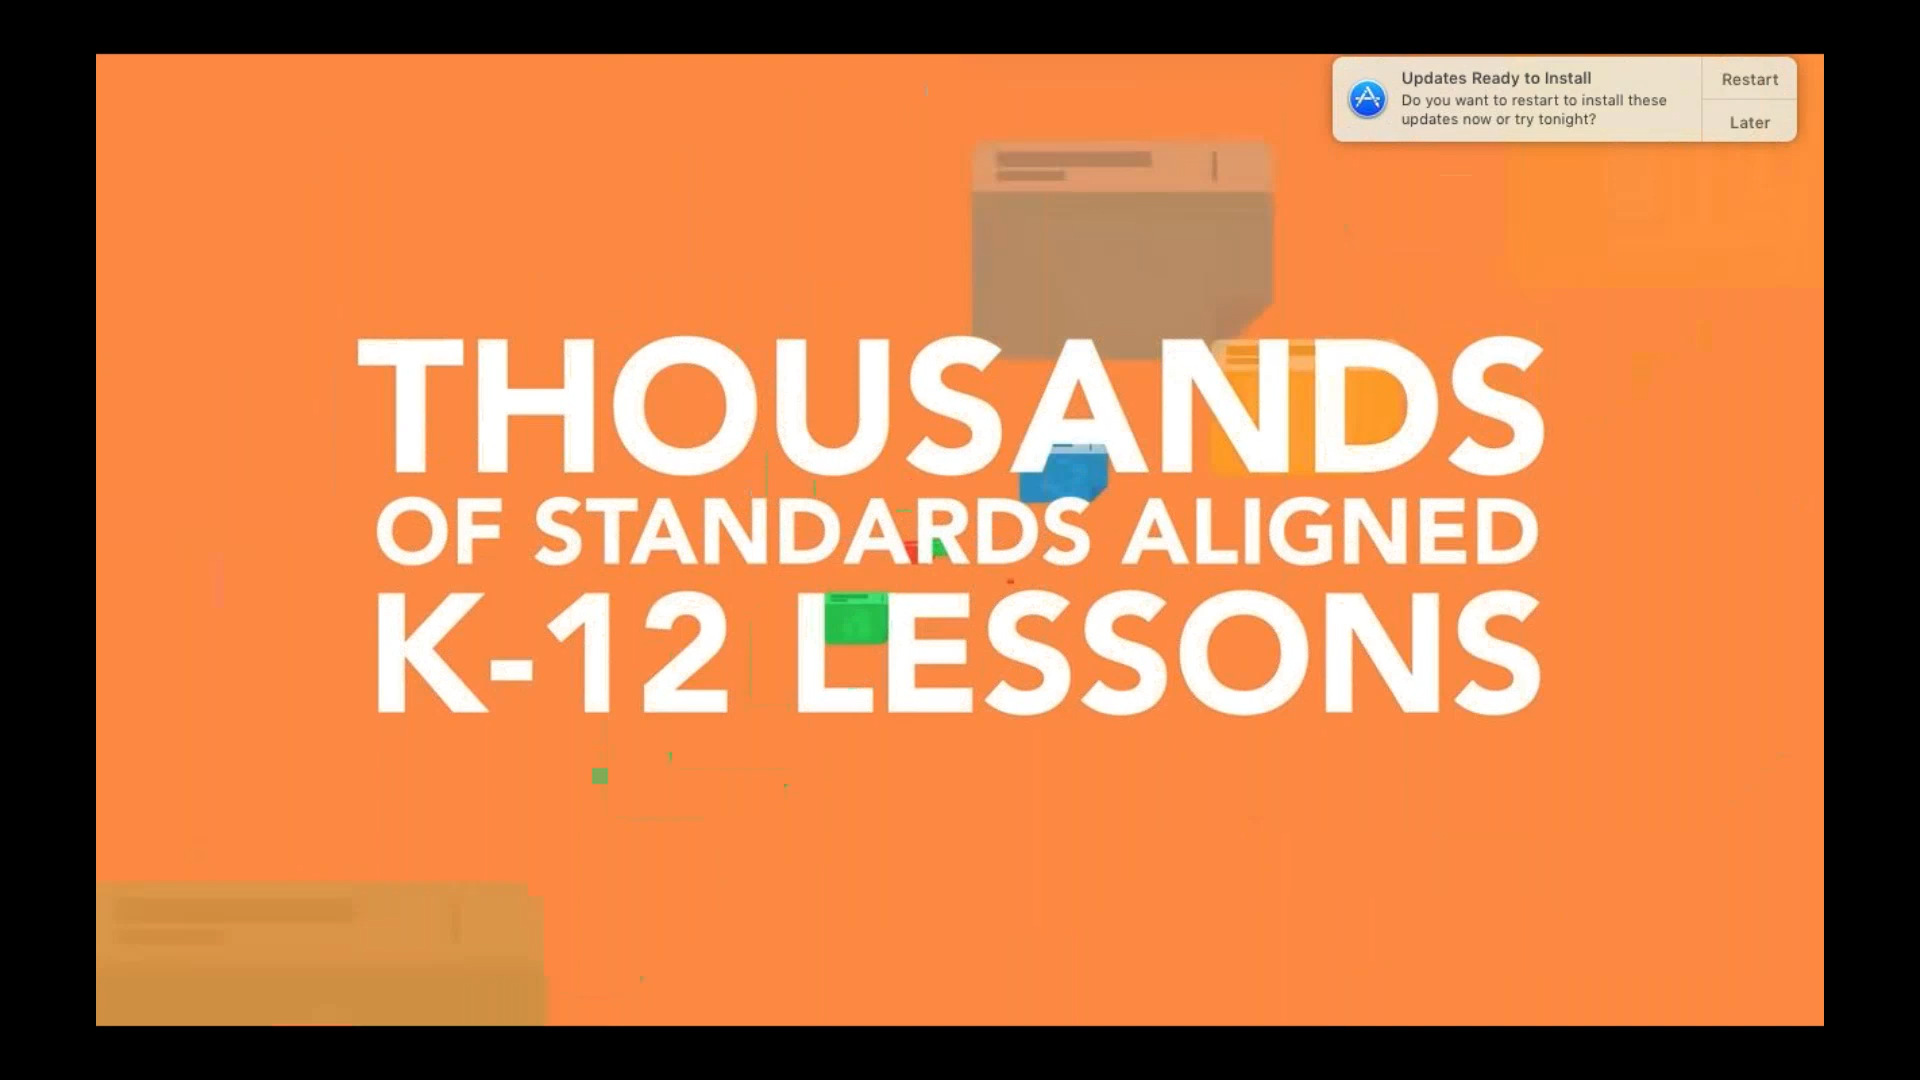 Updates Ready to Install
Do you want to restart to install these
updates now or try tonight?
Restart
Later
THOUSANDS
OF STANDARDS ALIGNED
K-12 LESSONS